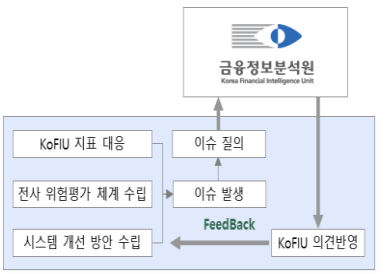 금융정보분석원
Korea Financial Intelligence Unit
KoFIU 지표 대응
이슈 질의
전사 위험평가 체계 수립
이슈 발생
FeedBack
시스템 개선 방안 수립
KoFIU 의견반영